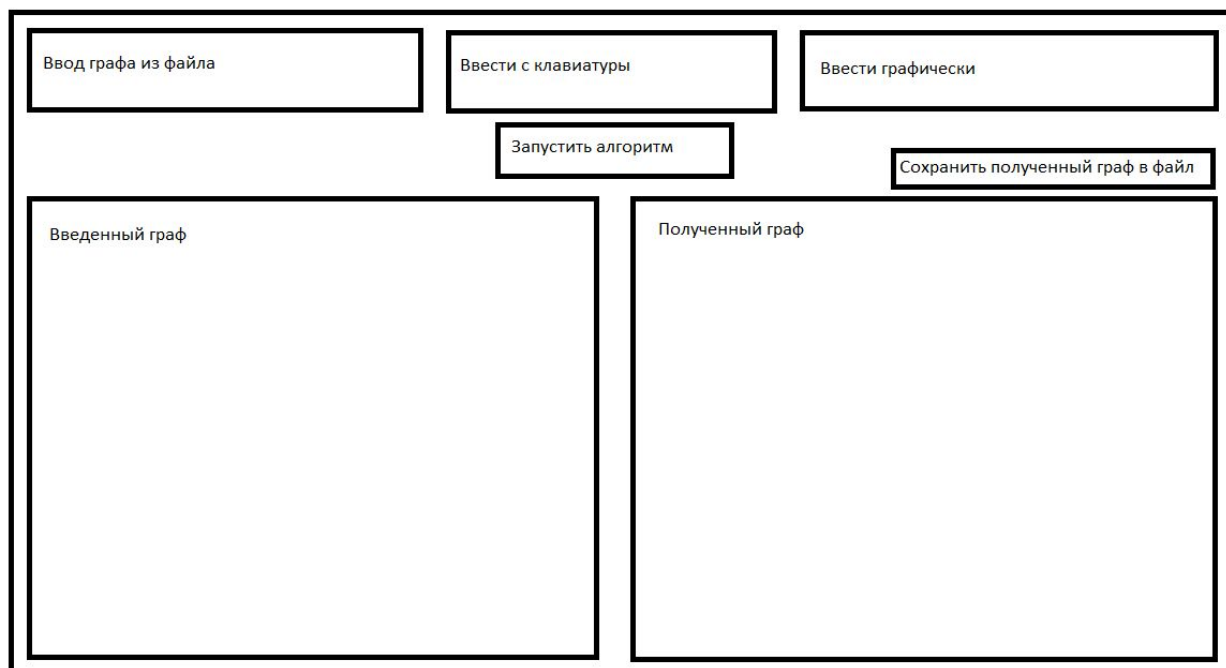 Ввод графа из файла
Ввести с клавиатуры
Ввести графически
Запустить алгоритм
Сохранить полученный граф в файл
Введенный граф
Полученный граф